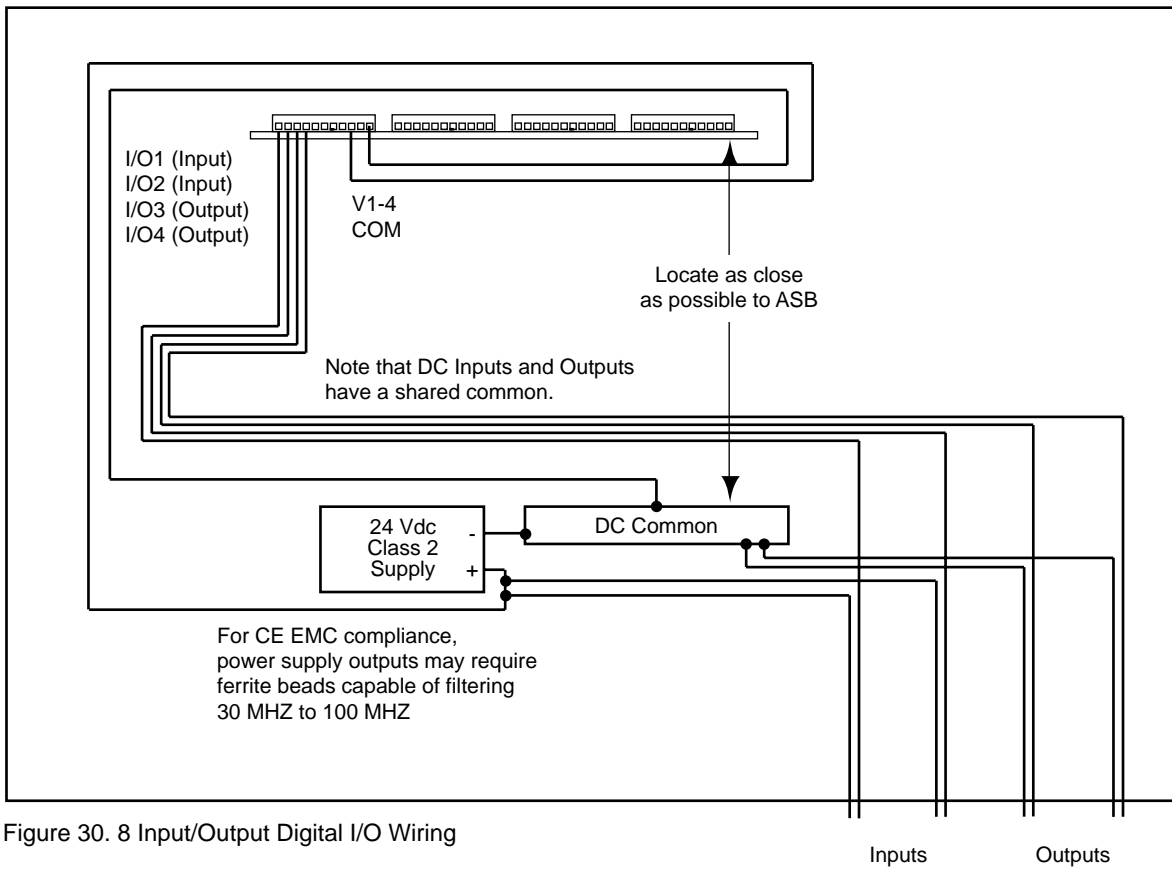 I/O1 (Input)
I/O2 (Input)
I/O3 (Output)
I/O4 (Output)
V1-4
COM
Locate as close
as possible to ASB
Note that DC Inputs and Outputs
have a shared common.
24 Vdc
Class 2
Supply
-
+
DC Common
For CE EMC compliance,
power supply outputs may require
ferrite beads capable of filtering
30 MHZ to 100 MHZ
Figure 30. 8 Input/Output Digital I/O Wiring
Inputs
Outputs